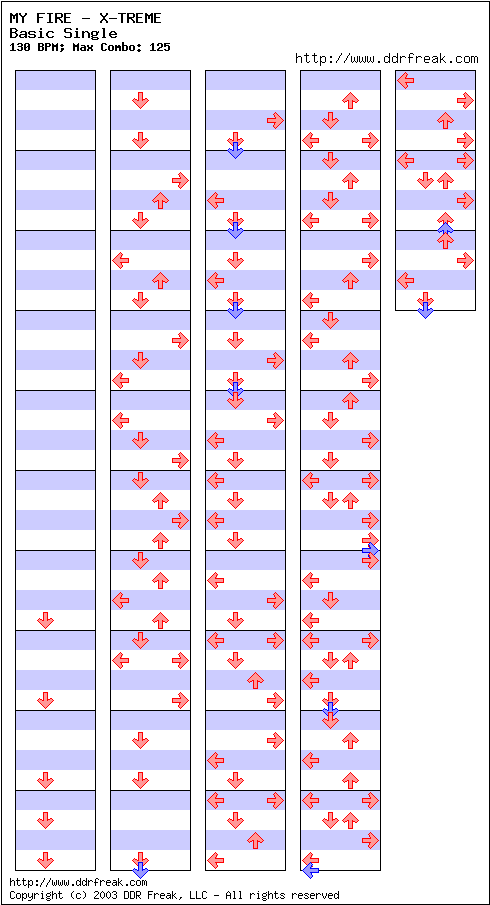 MY FIRE - X-TREME
Basic Single
130 BPM; Max Combo: 125
http://www.ddrfreak.com
http://www.ddrfreak.com
Copyright (c) 2003 DDR Freak, LLC - All rights reserved